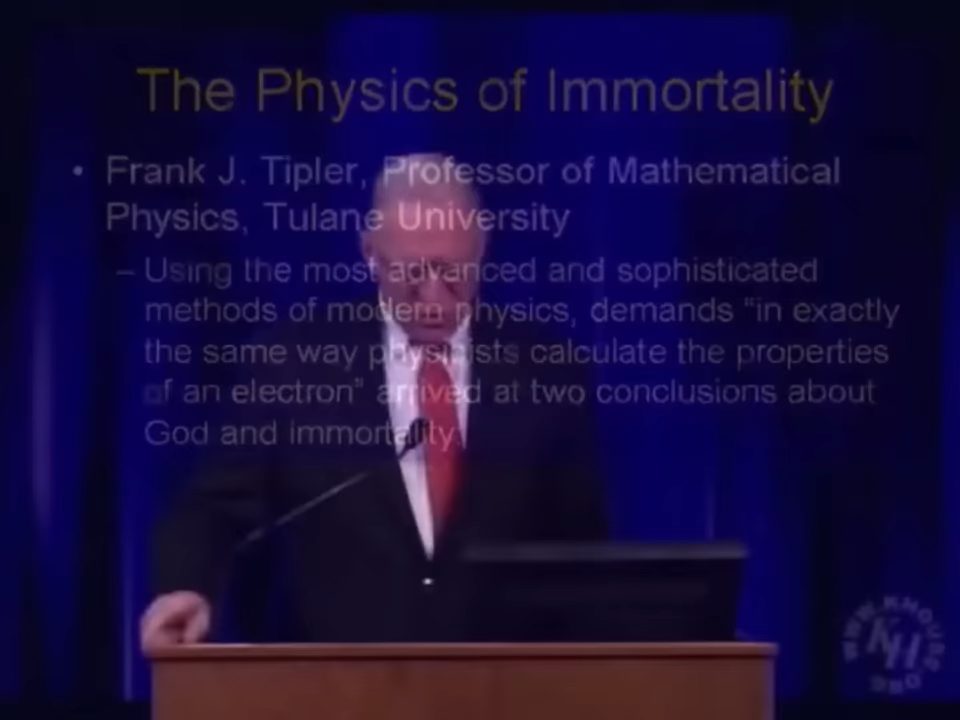 The Physics of Immortality
• Frank J. Tipler, Professor of Mathematical
Physics, Tulane University
– Using the most advanced and sophisticated
methods of modern physics, demands “in exactly
the same way physicists calculate the properties
of an electron” arrived at two conclusions about
God and immortality.
KH